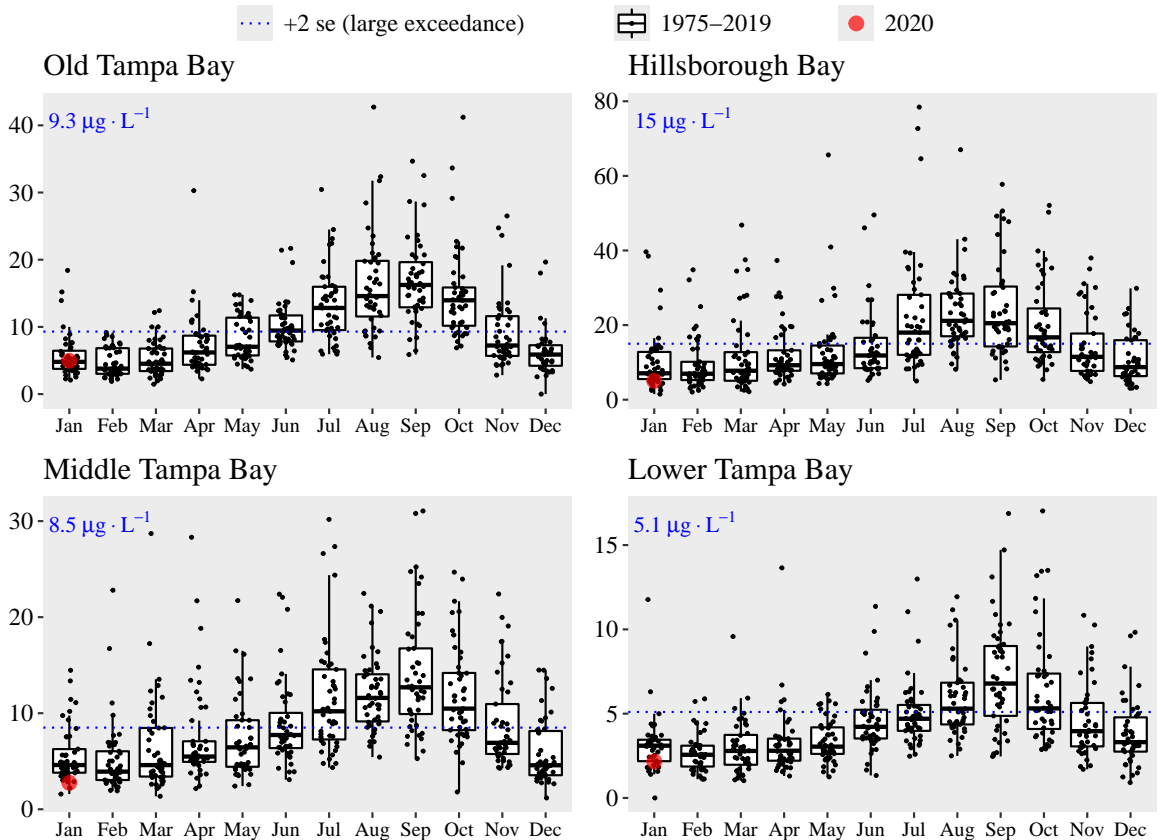 +2 se (large exceedance) 1975–2019 2020
Old Tampa Bay
9.3 μg · L⁻¹
40
30
20
10
0
Jan Feb Mar Apr May Jun Jul Aug Sep Oct Nov Dec
Hillsborough Bay
15 μg · L⁻¹
80
60
40
20
0
Jan Feb Mar Apr May Jun Jul Aug Sep Oct Nov Dec
Middle Tampa Bay
8.5 μg · L⁻¹
30
20
10
0
Jan Feb Mar Apr May Jun Jul Aug Sep Oct Nov Dec
Lower Tampa Bay
5.1 μg · L⁻¹
15
10
5
0
Jan Feb Mar Apr May Jun Jul Aug Sep Oct Nov Dec